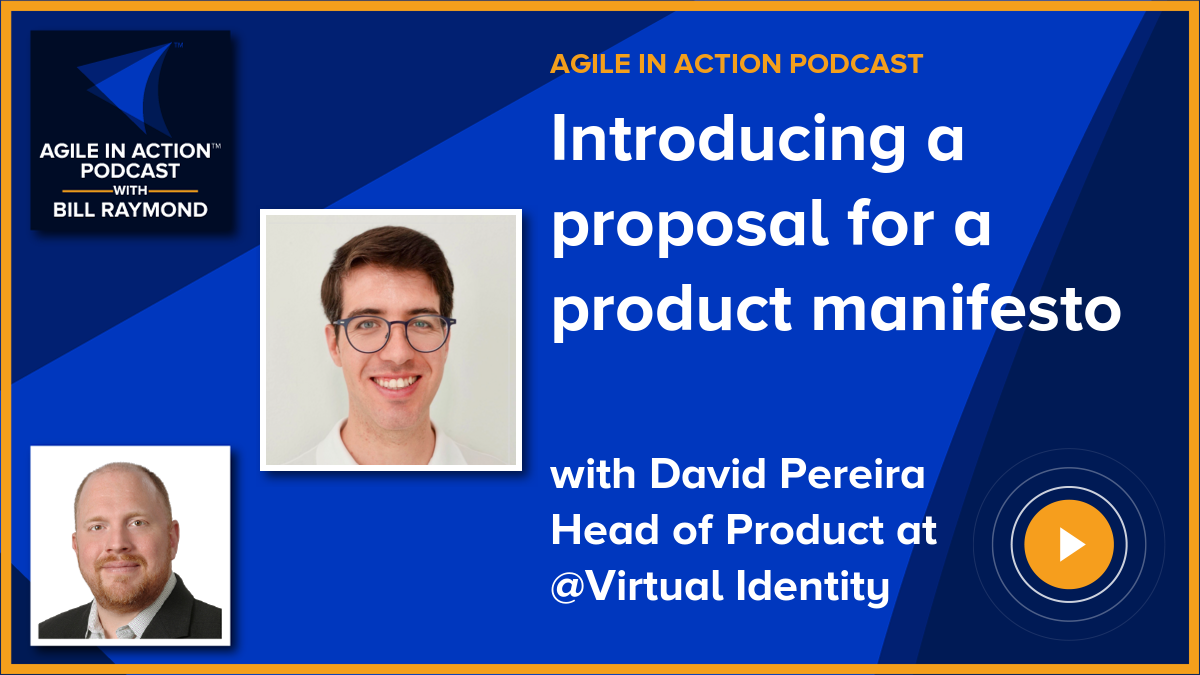 TM
AGILE IN ACTION™
PODCAST
WITH
BILL RAYMOND
AGILE IN ACTION PODCAST
Introducing a
proposal for a
product manifesto
with David Pereira
Head of Product at
@Virtual Identity